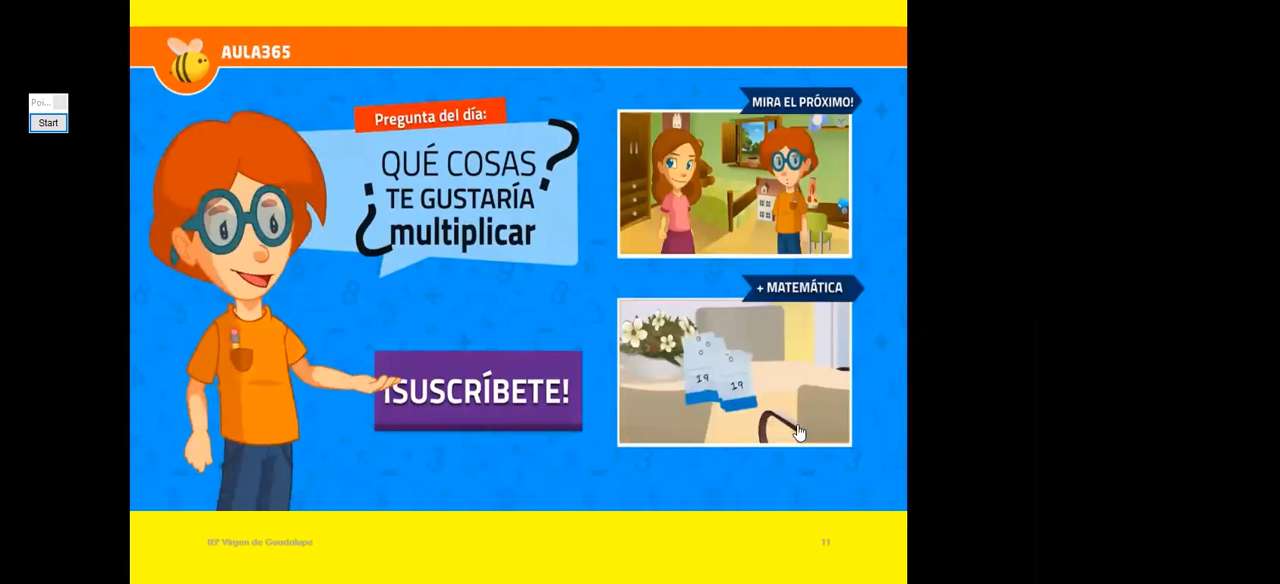 AULA365
Poi...
Start
Pregunta del día:
QUÉ COSAS
TE GUSTARÍA
¿multiplicar?
¡SUSCRÍBETE!
MIRA EL PRÓXIMO!
+ MATEMÁTICA
19
19
IEP Virgen de Guadalupe
11